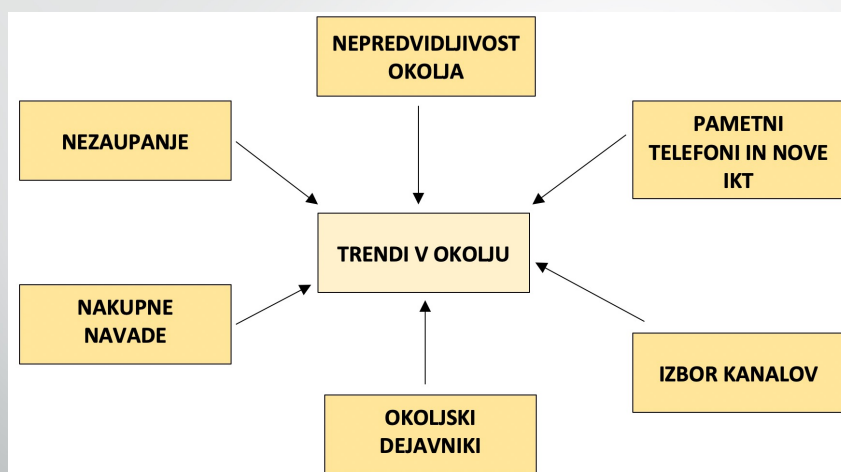 NEPREDVIDLJIVOST
OKOLJA
NEZAUPANJE
PAMETNI
TELEFONI IN NOVE
IKT
TRENDI V OKOLJU
NAKUPNE
NAVADE
IZBOR KANALOV
OKOLJSKI
DEJAVNIKI